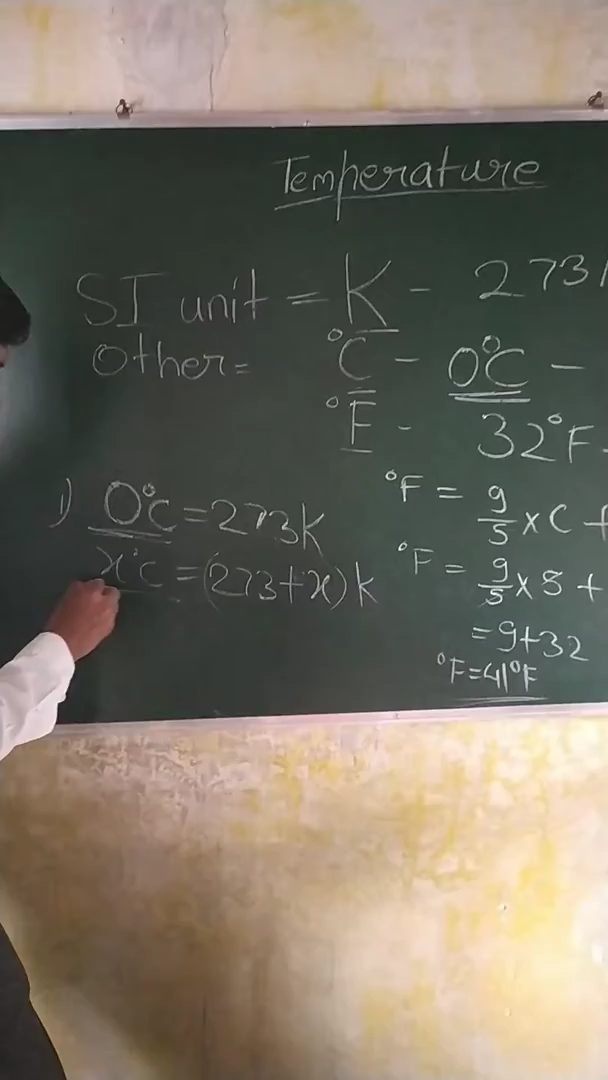 Temperature
SI unit = K - 273
Other = °C - 0°C -
°F - 32°F -
1) 0°C = 273k
x°C = (273+x)k
°F = 9/5 x C +
°F = 9/5 x 5 +
= 9+32
°F = 41°F